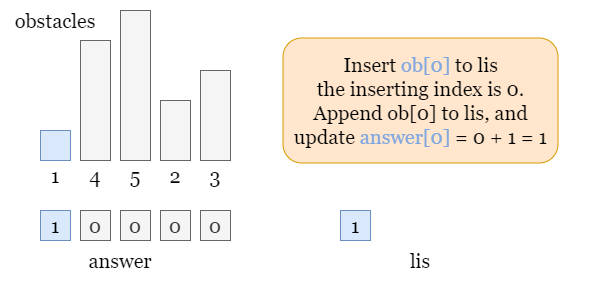 obstacles
Insert ob[0] to lis
the inserting index is 0.
Append ob[0] to lis, and
update answer[0] = 0 + 1 = 1
1 4 5 2 3
1 0 0 0 0
1
answer
lis